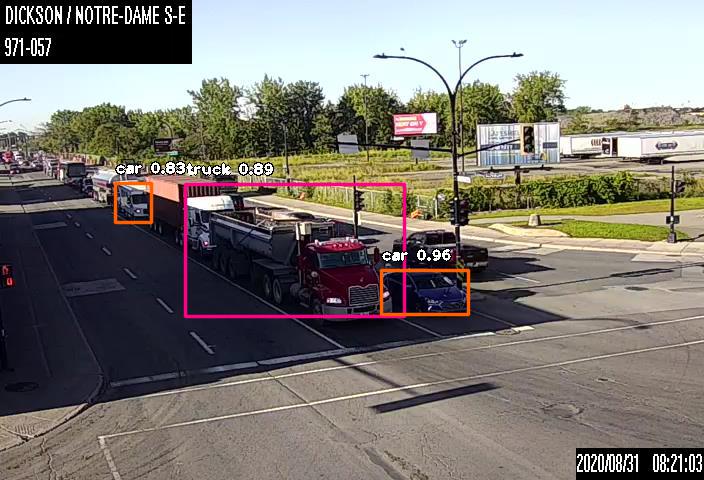 DICKSON / NOTRE-DAME S-E
971-057
car 0.83
truck 0.89
car 0.96
2020/08/31 08:21:03